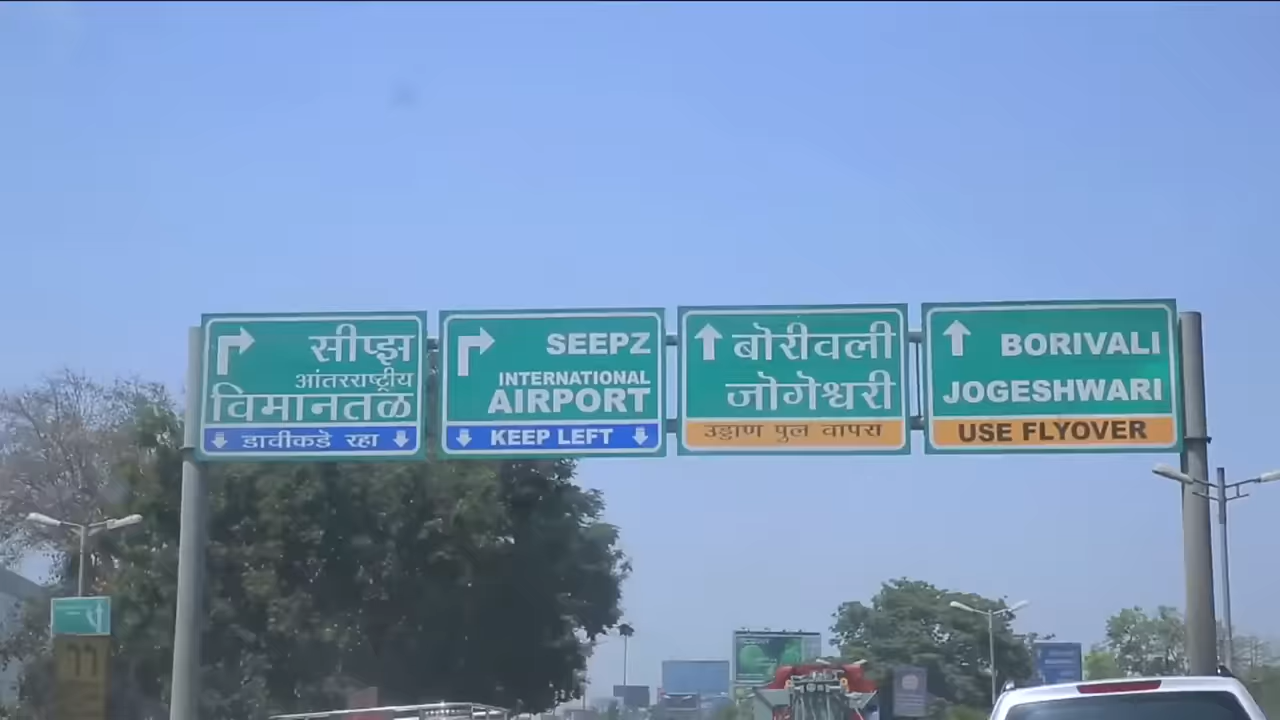 सीप्झ
आंतरराष्ट्रीय
विमानतळ
डावीकडे रहा
SEEPZ
INTERNATIONAL
AIRPORT
KEEP LEFT
बोरीवली
जोगेश्वरी
उड्डाण पुल वापरा
BORIVALI
JOGESHWARI
USE FLYOVER